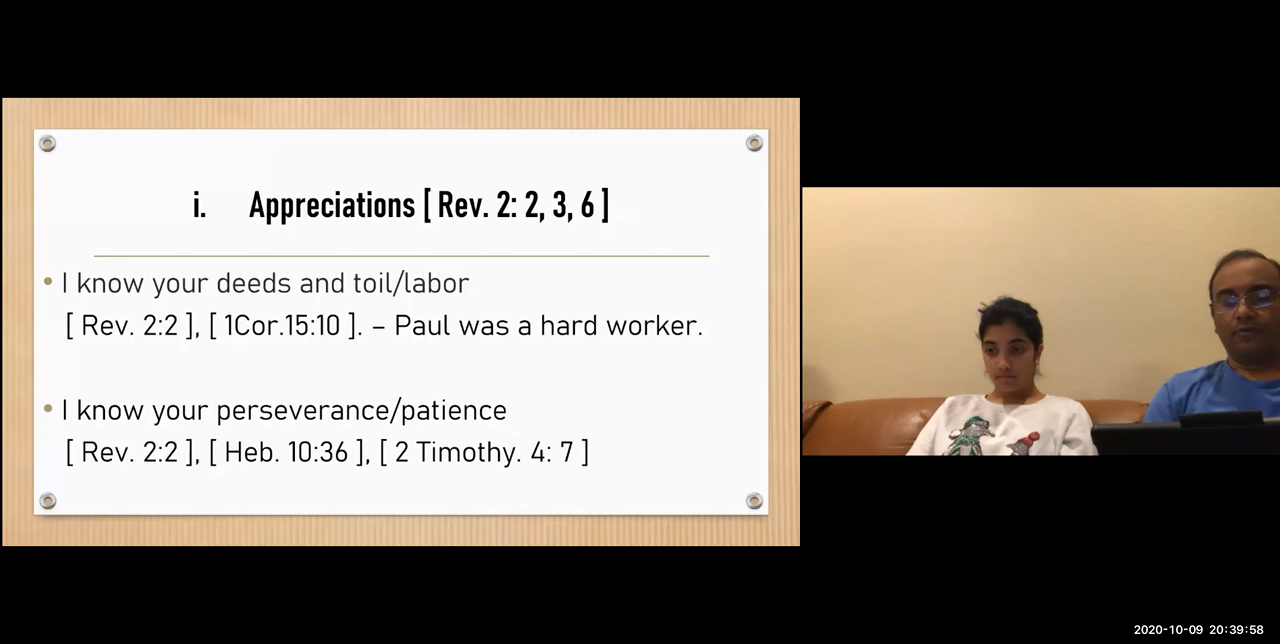 i. Appreciations [ Rev. 2: 2, 3, 6 ]
• I know your deeds and toil/labor
[ Rev. 2:2 ], [ 1Cor.15:10 ]. – Paul was a hard worker.
• I know your perseverance/patience
[ Rev. 2:2 ], [ Heb. 10:36 ], [ 2 Timothy. 4: 7 ]
2020-10-09 20:39:58